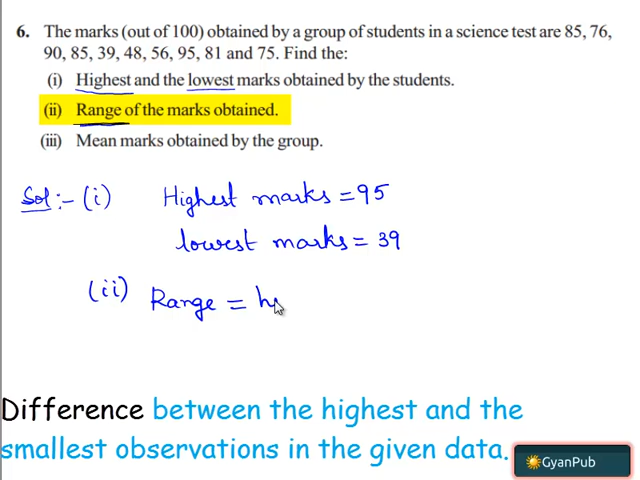 6. The marks (out of 100) obtained by a group of students in a science test are 85, 76,
90, 85, 39, 48, 56, 95, 81 and 75. Find the:
(i) Highest and the lowest marks obtained by the students.
(ii) Range of the marks obtained.
(iii) Mean marks obtained by the group.
Sol :- (i) Highest marks = 95
lowest marks = 39
(ii) Range = h
Difference between the highest and the
smallest observations in the given data.
GyanPub